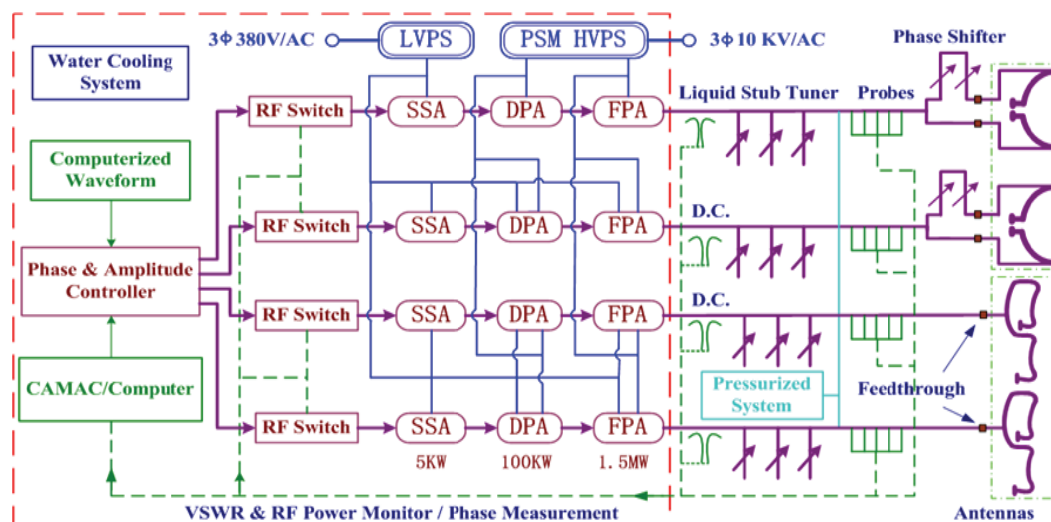 3Φ 380V/AC
LVPS
PSM HVPS
3Φ 10 KV/AC
Phase Shifter
Water Cooling
System
RF Switch
SSA
DPA
FPA
Liquid Stub Tuner
Probes
Computerized
Waveform
RF Switch
SSA
DPA
FPA
D.C.
Phase & Amplitude
Controller
RF Switch
SSA
DPA
FPA
D.C.
CAMAC/Computer
Pressurized
System
Feedthrough
RF Switch
SSA
DPA
FPA
5KW
100KW
1.5MW
VSWR & RF Power Monitor / Phase Measurement
Antennas